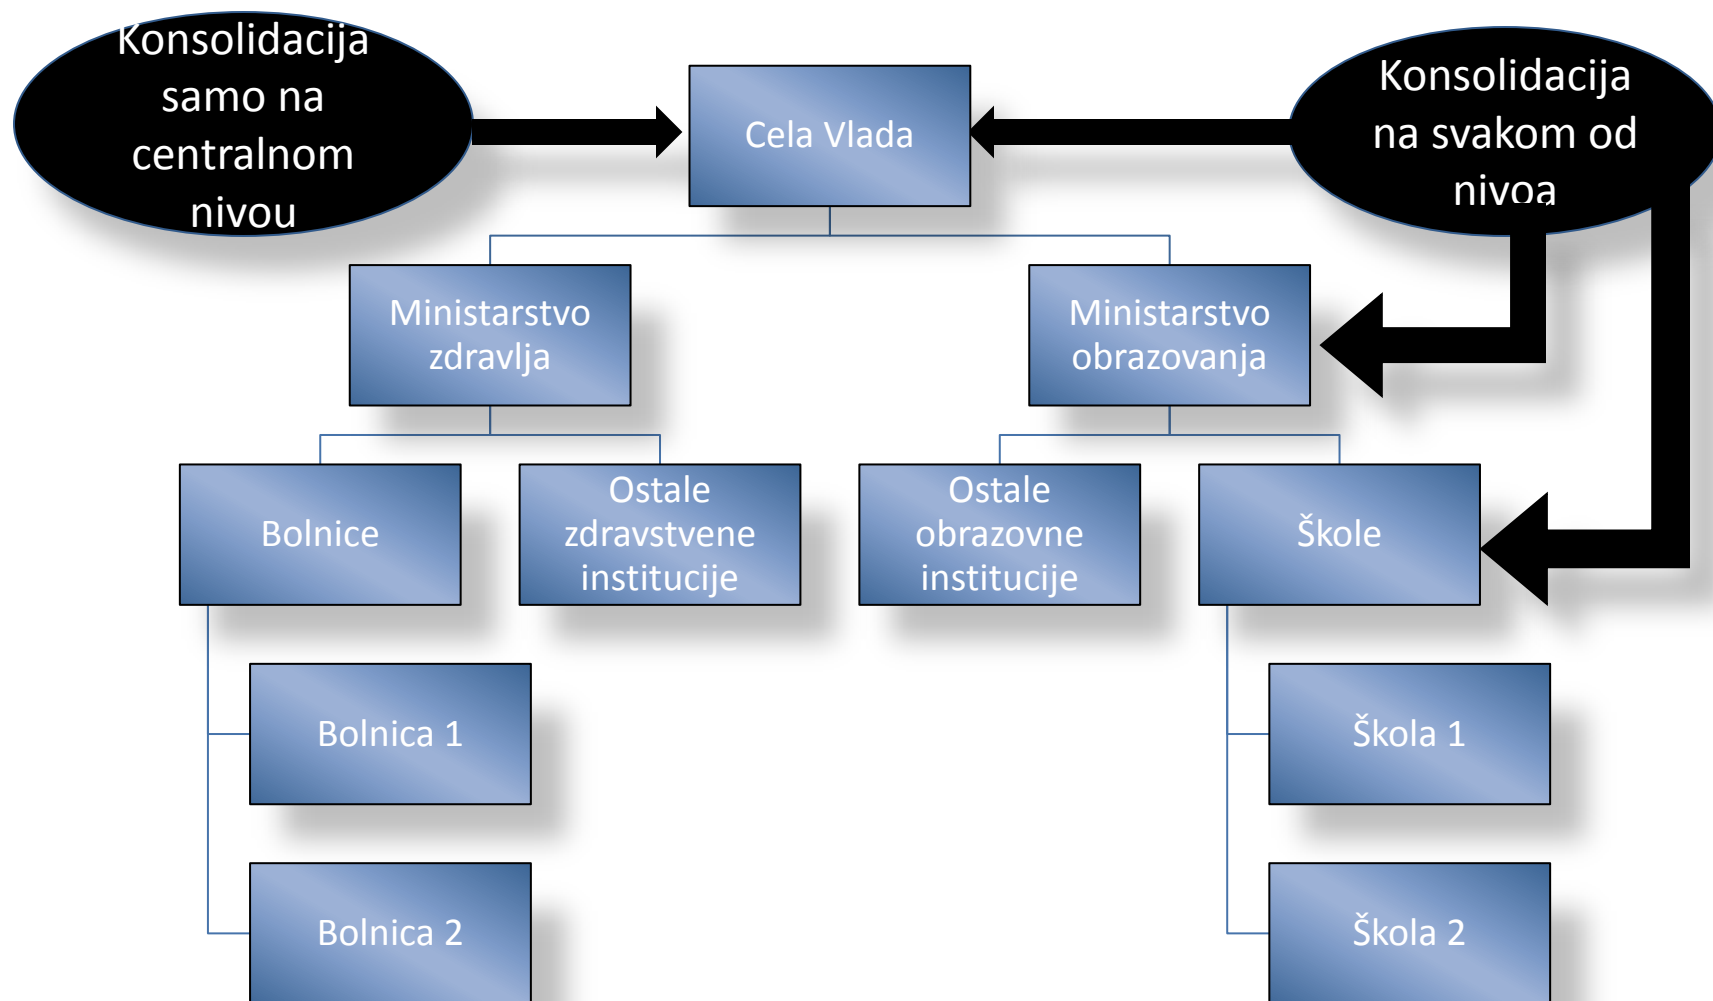 Konsolidacija
samo na
centralnom
nivou
Cela Vlada
Konsolidacija
na svakom od
nivoa
Ministarstvo
zdravlja
Ministarstvo
obrazovanja
Bolnice
Ostale
zdravstvene
institucije
Ostale
obrazovne
institucije
Škole
Bolnica 1
Škola 1
Bolnica 2
Škola 2